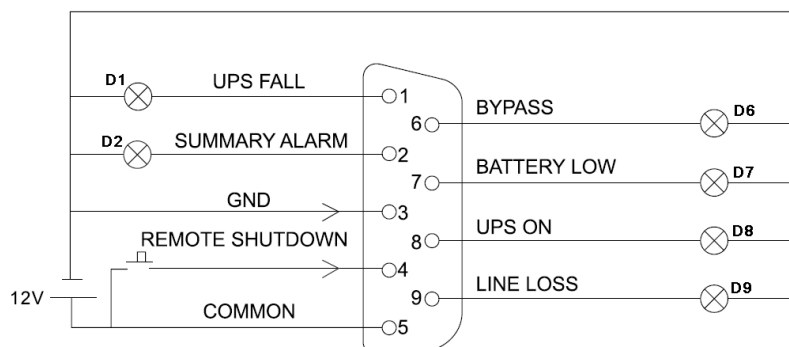 D1 UPS FALL 1
6 BYPASS D6
D2 SUMMARY ALARM 2
7 BATTERY LOW D7
GND 3
8 UPS ON D8
REMOTE SHUTDOWN 4
9 LINE LOSS D9
12V
COMMON 5